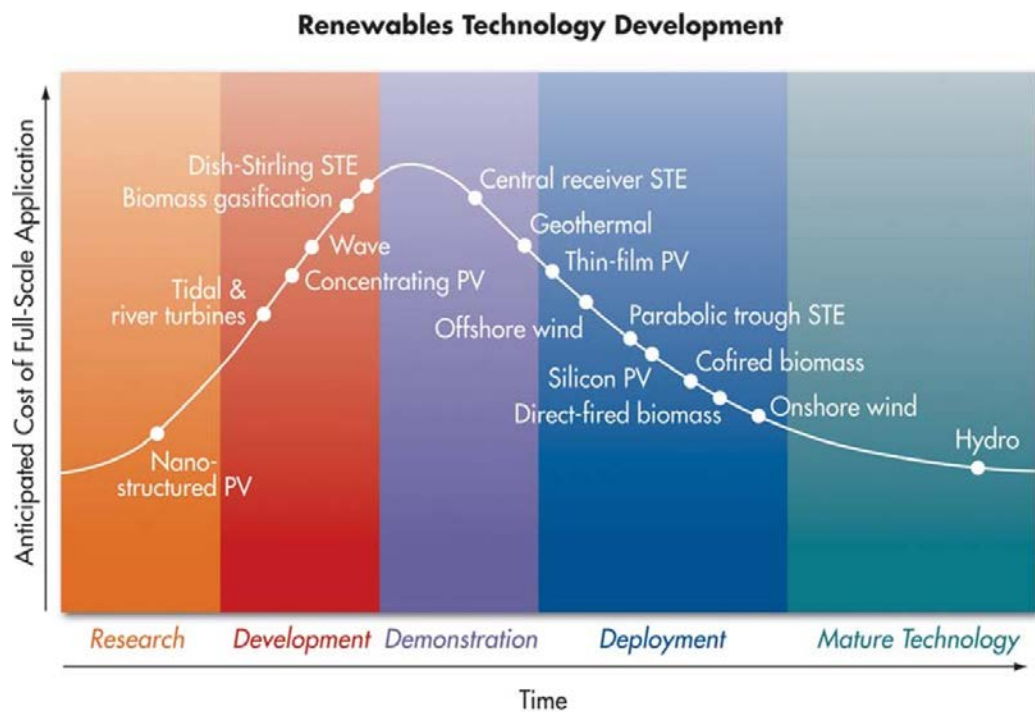 Renewables Technology Development
Anticipated Cost of Full-Scale Application
Dish-Stirling STE
Biomass gasification
Wave
Concentrating PV
Tidal &
river turbines
Nano-
structured PV
Central receiver STE
Geothermal
Thin-film PV
Offshore wind
Parabolic trough STE
Silicon PV
Cofired biomass
Direct-fired biomass
Onshore wind
Hydro
Research
Development
Demonstration
Deployment
Mature Technology
Time